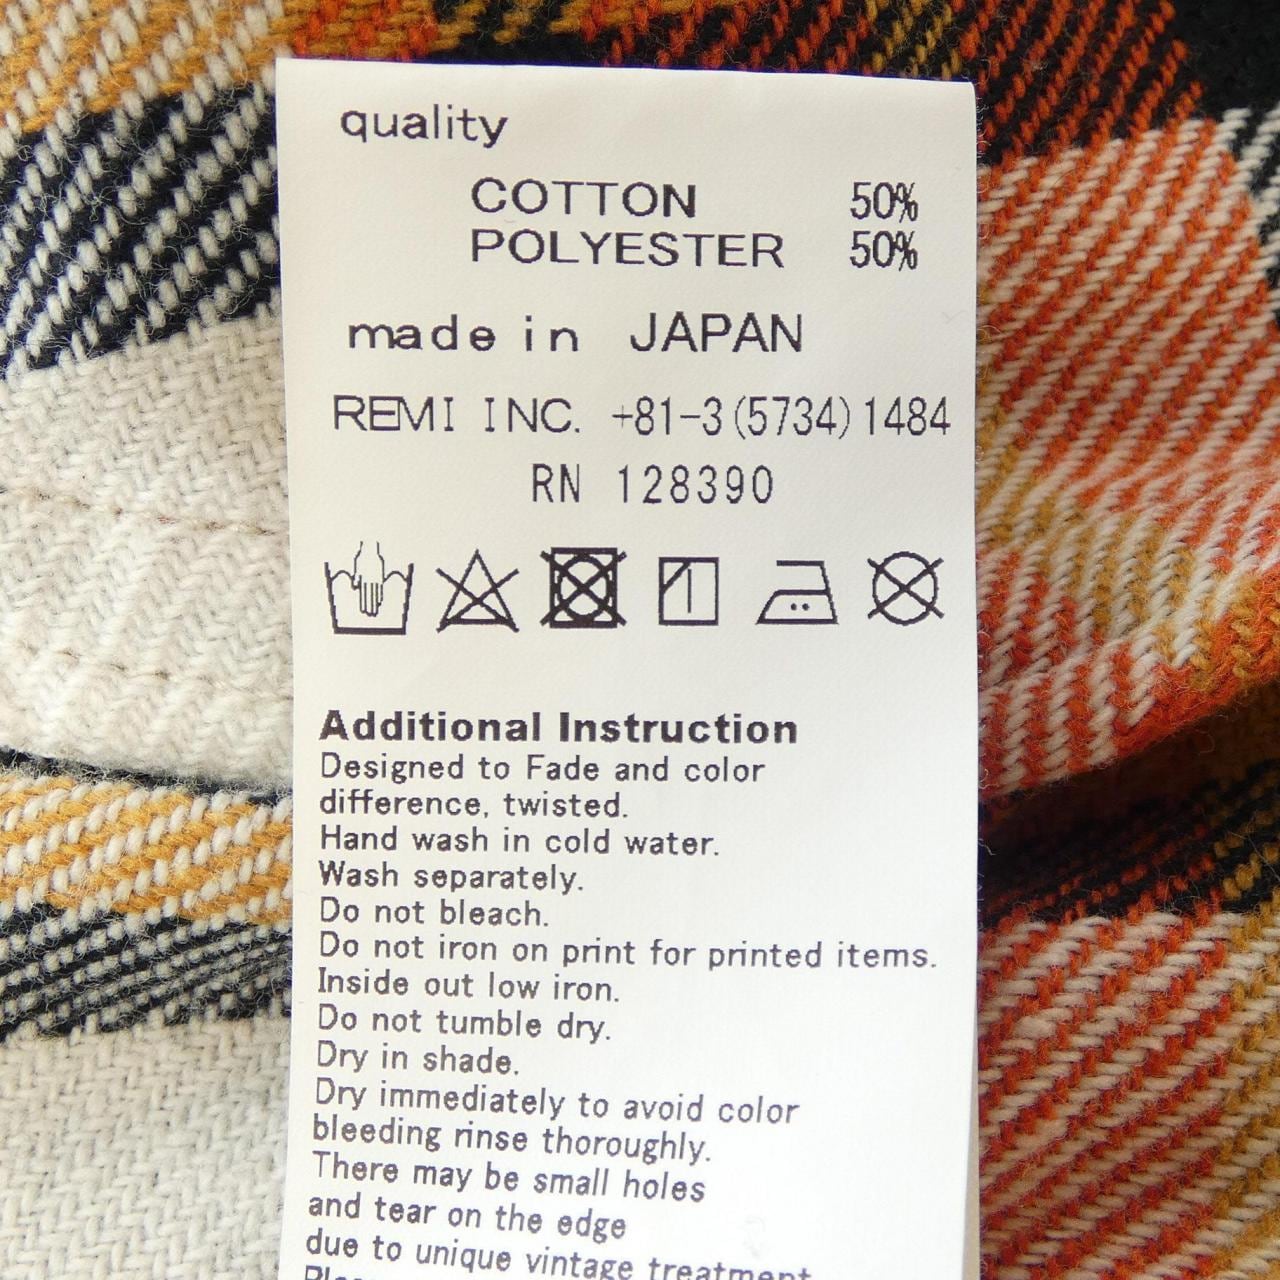 quality
COTTON 50%
POLYESTER 50%
made in JAPAN
REMI INC. +81-3(5734)1484
RN 128390
Additional Instruction
Designed to Fade and color
difference, twisted.
Hand wash in cold water.
Wash separately.
Do not bleach.
Do not iron on print for printed items.
Inside out low iron.
Do not tumble dry.
Dry in shade.
Dry immediately to avoid color
bleeding rinse thoroughly.
There may be small holes
and tear on the edge
due to unique vintage treatment